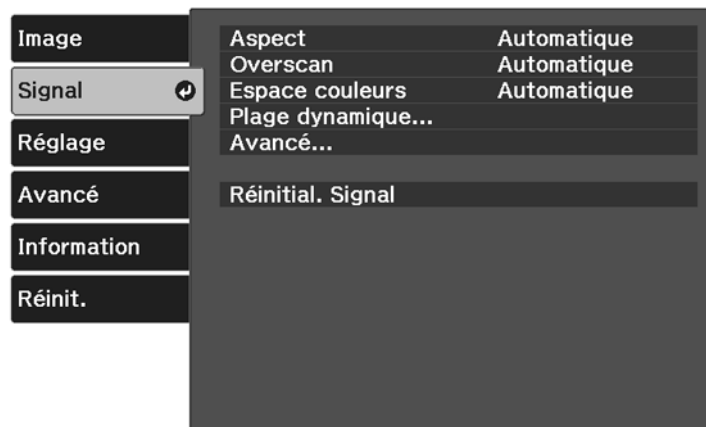 Image
Signal
Réglage
Avancé
Information
Réinit.
Aspect Automatique
Overscan Automatique
Espace couleurs Automatique
Plage dynamique...
Avancé...
Réinitial. Signal